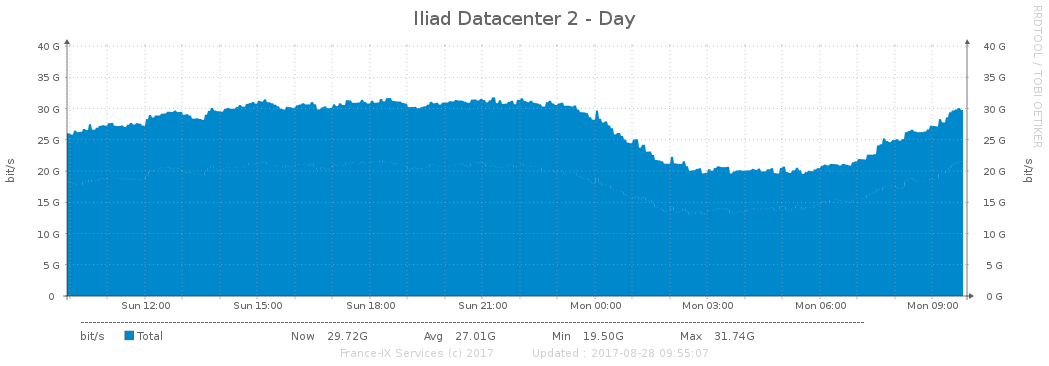 Iliad Datacenter 2 - Day
RRDTOOL / TOBI OETIKER
40 G 40 G
35 G 35 G
30 G 30 G
25 G 25 G
20 G 20 G
15 G 15 G
10 G 10 G
5 G 5 G
0 0 G
bit/s bit/s
Sun 12:00 Sun 15:00 Sun 18:00 Sun 21:00 Mon 00:00 Mon 03:00 Mon 06:00 Mon 09:00
bit/s Total Now 29.72G Avg 27.01G Min 19.50G Max 31.74G
France-IX Services (c) 2017 Updated : 2017-08-28 09:55:07